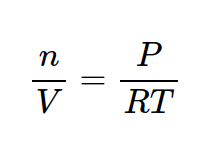 n/V = P/RT